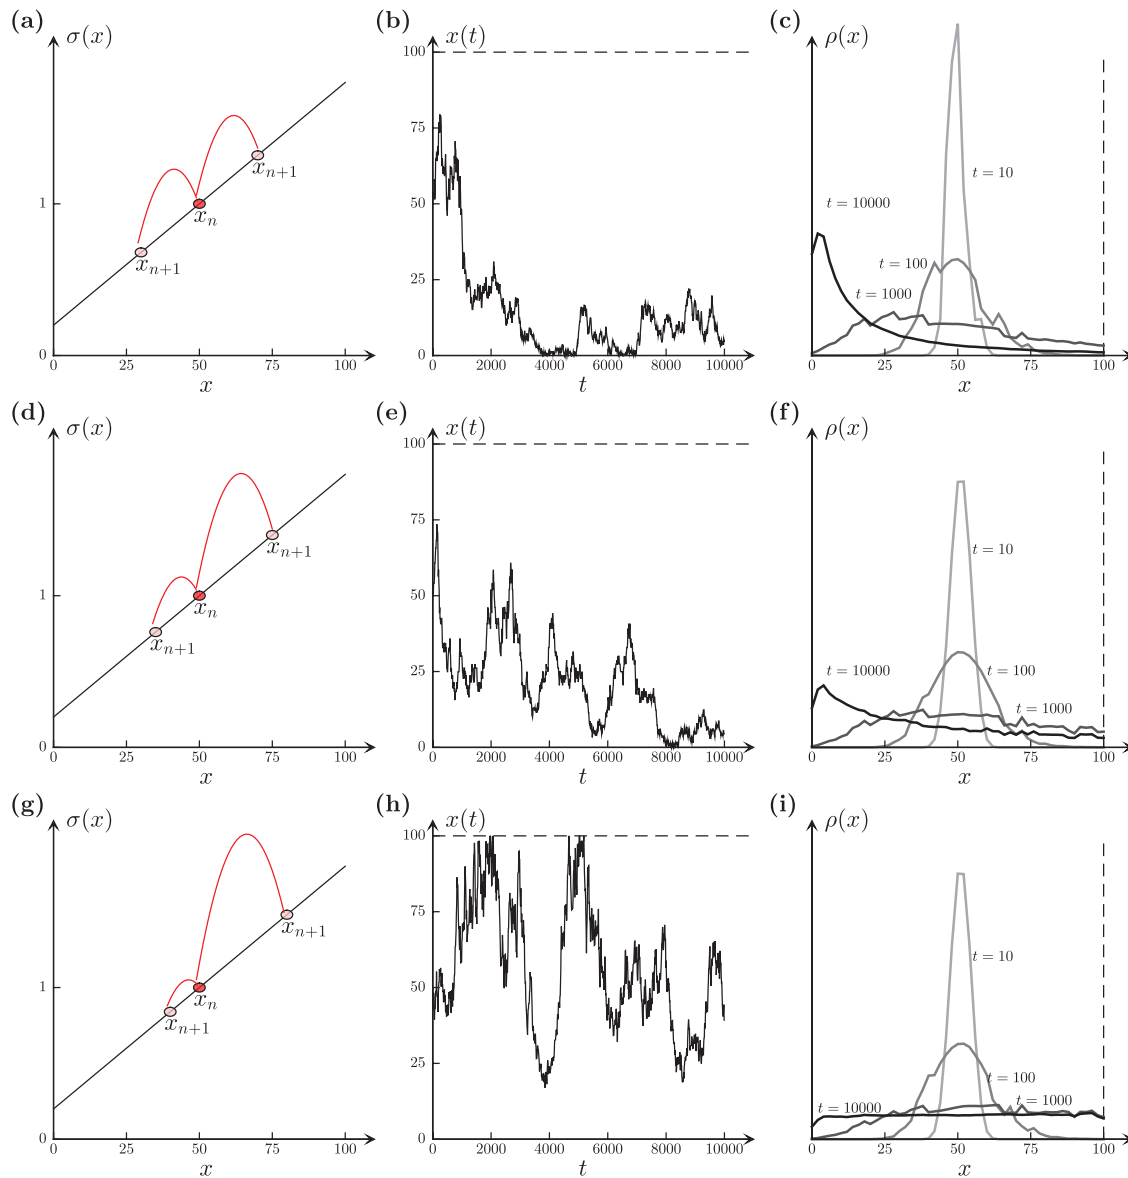 (a) σ(x)
1
0
0 25 50 75 100
x
x_{n+1}
x_n
x_{n+1}
(b) x(t)
100
75
50
25
0
0 2000 4000 6000 8000 10000
t
(c) ρ(x)
t = 10
t = 10000
t = 100
t = 1000
0 25 50 75 100
x
(d) σ(x)
1
0
0 25 50 75 100
x
x_{n+1}
x_n
x_{n+1}
(e) x(t)
100
75
50
25
0
0 2000 4000 6000 8000 10000
t
(f) ρ(x)
t = 10
t = 10000
t = 100
t = 1000
0 25 50 75 100
x
(g) σ(x)
1
0
0 25 50 75 100
x
x_{n+1}
x_n
x_{n+1}
(h) x(t)
100
75
50
25
0
0 2000 4000 6000 8000 10000
t
(i) ρ(x)
t = 10
t = 100
t = 1000
t = 10000
0 25 50 75 100
x